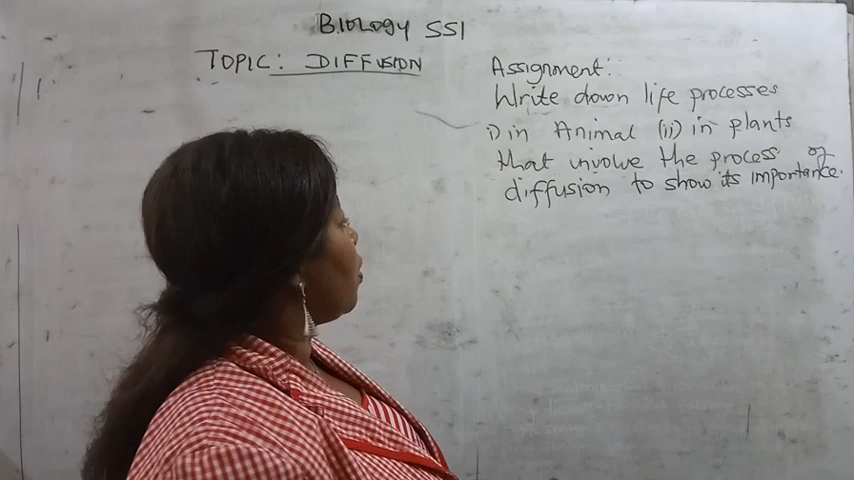 Biology SS1
TOPIC: DIFFUSION
Assignment:
Write down life processes
i) in Animal (ii) in plants
that involve the process of
diffusion to show its importance.